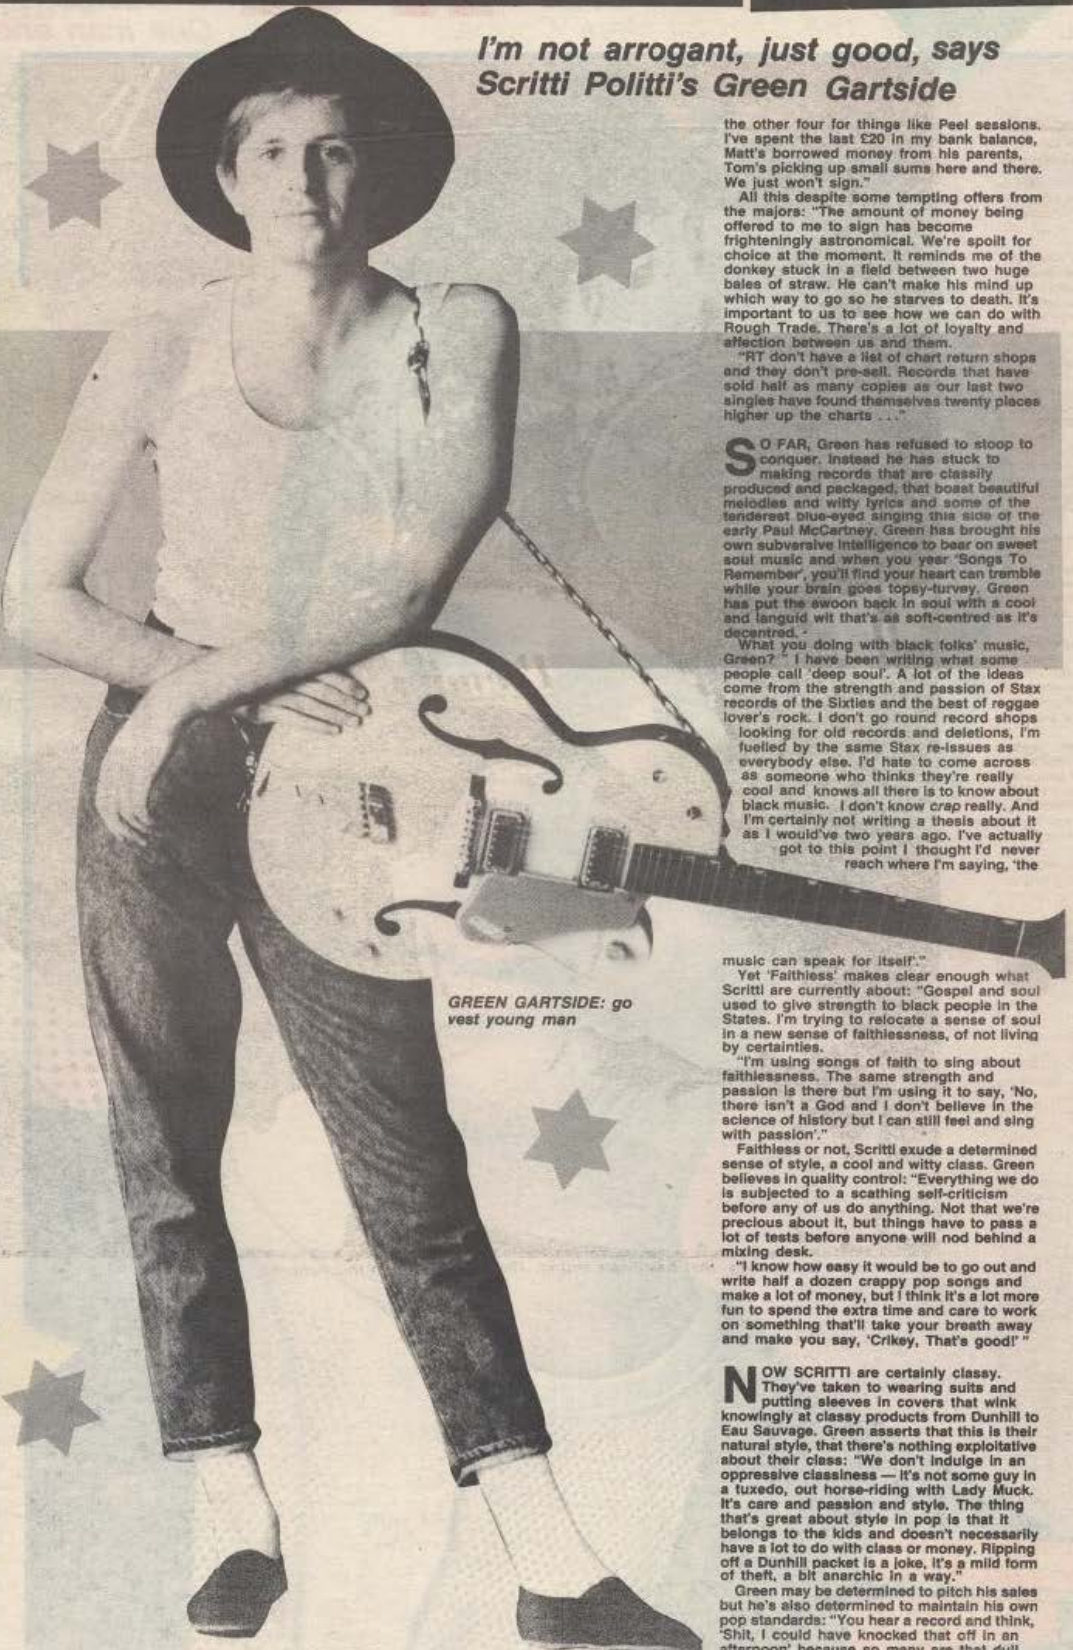 I'm not arrogant, just good, says
Scritti Politti's Green Gartside
the other four for things like Peel sessions.
I've spent the last £20 in my bank balance,
Matt's borrowed money from his parents,
Tom's picking up small sums here and there.
We just won't sign."
All this despite some tempting offers from
the majors: "The amount of money being
offered to me to sign has become
frighteningly astronomical. We're spoilt for
choice at the moment. It reminds me of the
donkey stuck in a field between two huge
bales of straw. He can't make his mind up
which way to go so he starves to death. It's
important to us to see how we can do with
Rough Trade. There's a lot of loyalty and
affection between us and them.
"RT don't have a list of chart return shops
and they don't pre-sell. Records that have
sold half as many copies as our last two
singles have found themselves twenty places
higher up the charts ..."
SO FAR, Green has refused to stoop to
conquer. Instead he has stuck to
making records that are classily
produced and packaged, that boast beautiful
melodies and witty lyrics and some of the
tenderest blue-eyed singing this side of the
early Paul McCartney. Green has brought his
own subversive intelligence to bear on sweet
soul music and when you year 'Songs To
Remember', you'll find your heart can tremble
while your brain goes topsy-turvey. Green
has put the swoon back in soul with a cool
and languid wit that's as soft-centred as it's
decentred.
What you doing with black folks' music,
Green? " I have been writing what some
people call 'deep soul'. A lot of the ideas
come from the strength and passion of Stax
records of the Sixties and the best of reggae
lover's rock. I don't go round record shops
looking for old records and deletions, I'm
fuelled by the same Stax re-issues as
everybody else. I'd hate to come across
as someone who thinks they're really
cool and knows all there is to know about
black music. I don't know crap really. And
I'm certainly not writing a thesis about it
as I would've two years ago. I've actually
got to this point I thought I'd never
reach where I'm saying, 'the
music can speak for itself'."
Yet 'Faithless' makes clear enough what
Scritti are currently about: "Gospel and soul
used to give strength to black people in the
States. I'm trying to relocate a sense of soul
in a new sense of faithlessness, of not living
by certainties.
"I'm using songs of faith to sing about
faithlessness. The same strength and
passion is there but I'm using it to say, 'No,
there isn't a God and I don't believe in the
science of history but I can still feel and sing
with passion'."
Faithless or not, Scritti exude a determined
sense of style, a cool and witty class. Green
believes in quality control: "Everything we do
is subjected to a scathing self-criticism
before any of us do anything. Not that we're
precious about it, but things have to pass a
lot of tests before anyone will nod behind a
mixing desk.
"I know how easy it would be to go out and
write half a dozen crappy pop songs and
make a lot of money, but I think it's a lot more
fun to spend the extra time and care to work
on something that'll take your breath away
and make you say, 'Crikey, That's good!' "
NOW SCRITTI are certainly classy.
They've taken to wearing suits and
putting sleeves in covers that wink
knowingly at classy products from Dunhill to
Eau Sauvage. Green asserts that this is their
natural style, that there's nothing exploitative
about their class: "We don't indulge in an
oppressive classiness — it's not some guy in
a tuxedo, out horse-riding with Lady Muck.
It's care and passion and style. The thing
that's great about style in pop is that it
belongs to the kids and doesn't necessarily
have a lot to do with class or money. Ripping
off a Dunhill packet is a joke, it's a mild form
of theft, a bit anarchic in a way."
Green may be determined to pitch his sales
but he's also determined to maintain his own
pop standards: "You hear a record and think,
'Shit, I could have knocked that off in an
afternoon' because so many are that dull
GREEN GARTSIDE: go
vest young man